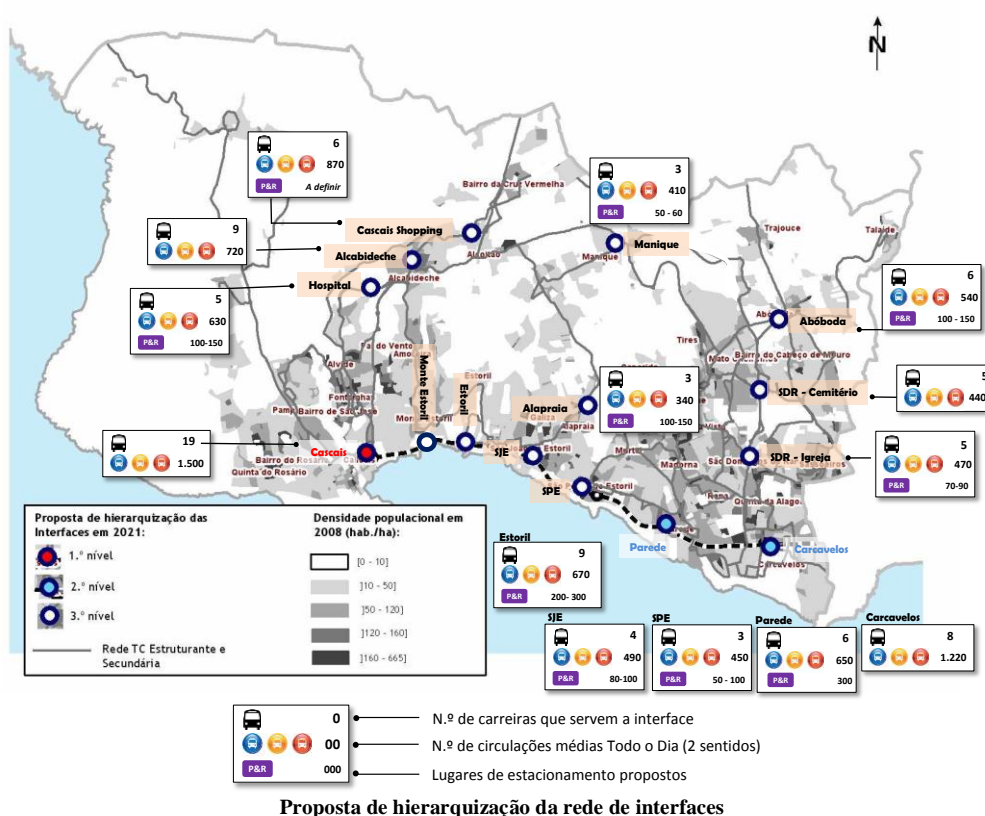 N
6
870
P&R A definir
3
410
P&R 50 - 60
Bairro da Cruz Vermelha
Cascais Shopping
9
720
Alcabideche
Alcabideche
Hospital
Manique
Manique
Trajouce
Talaíde
5
630
P&R 100-150
6
540
P&R 100 - 150
Abóboda
Tires
Bairro do Cabeço de Mouro
Alvide
Amoreira
Fontainha
Bairro de São José
Monte Estoril
Estoril
Estoril
3
340
P&R 100-150
SDR - Cemitério
5
440
Alapraia
Galiza
Alapraia
19
1.500
Cascais
Bairro do Rosário
Quinta do Rosário
SJE
Estoril
SDR - Igreja
5
470
P&R 70-90
Madorna
SPE
Parede
Carcavelos
Carcavelos
Proposta de hierarquização das
Interfaces em 2021:
1.º nível
2.º nível
3.º nível
Rede TC Estruturante e
Secundária
Densidade populacional em
2008 (hab./ha):
[0 - 10]
]10 - 50]
]50 - 120]
]120 - 160]
]160 - 665]
Estoril
9
670
P&R 200- 300
SJE
4
490
P&R 80-100
SPE
3
450
P&R 50 - 100
Parede
6
650
P&R 300
Carcavelos
8
1.220
0
N.º de carreiras que servem a interface
00
N.º de circulações médias Todo o Dia (2 sentidos)
P&R 000
Lugares de estacionamento propostos
Proposta de hierarquização da rede de interfaces